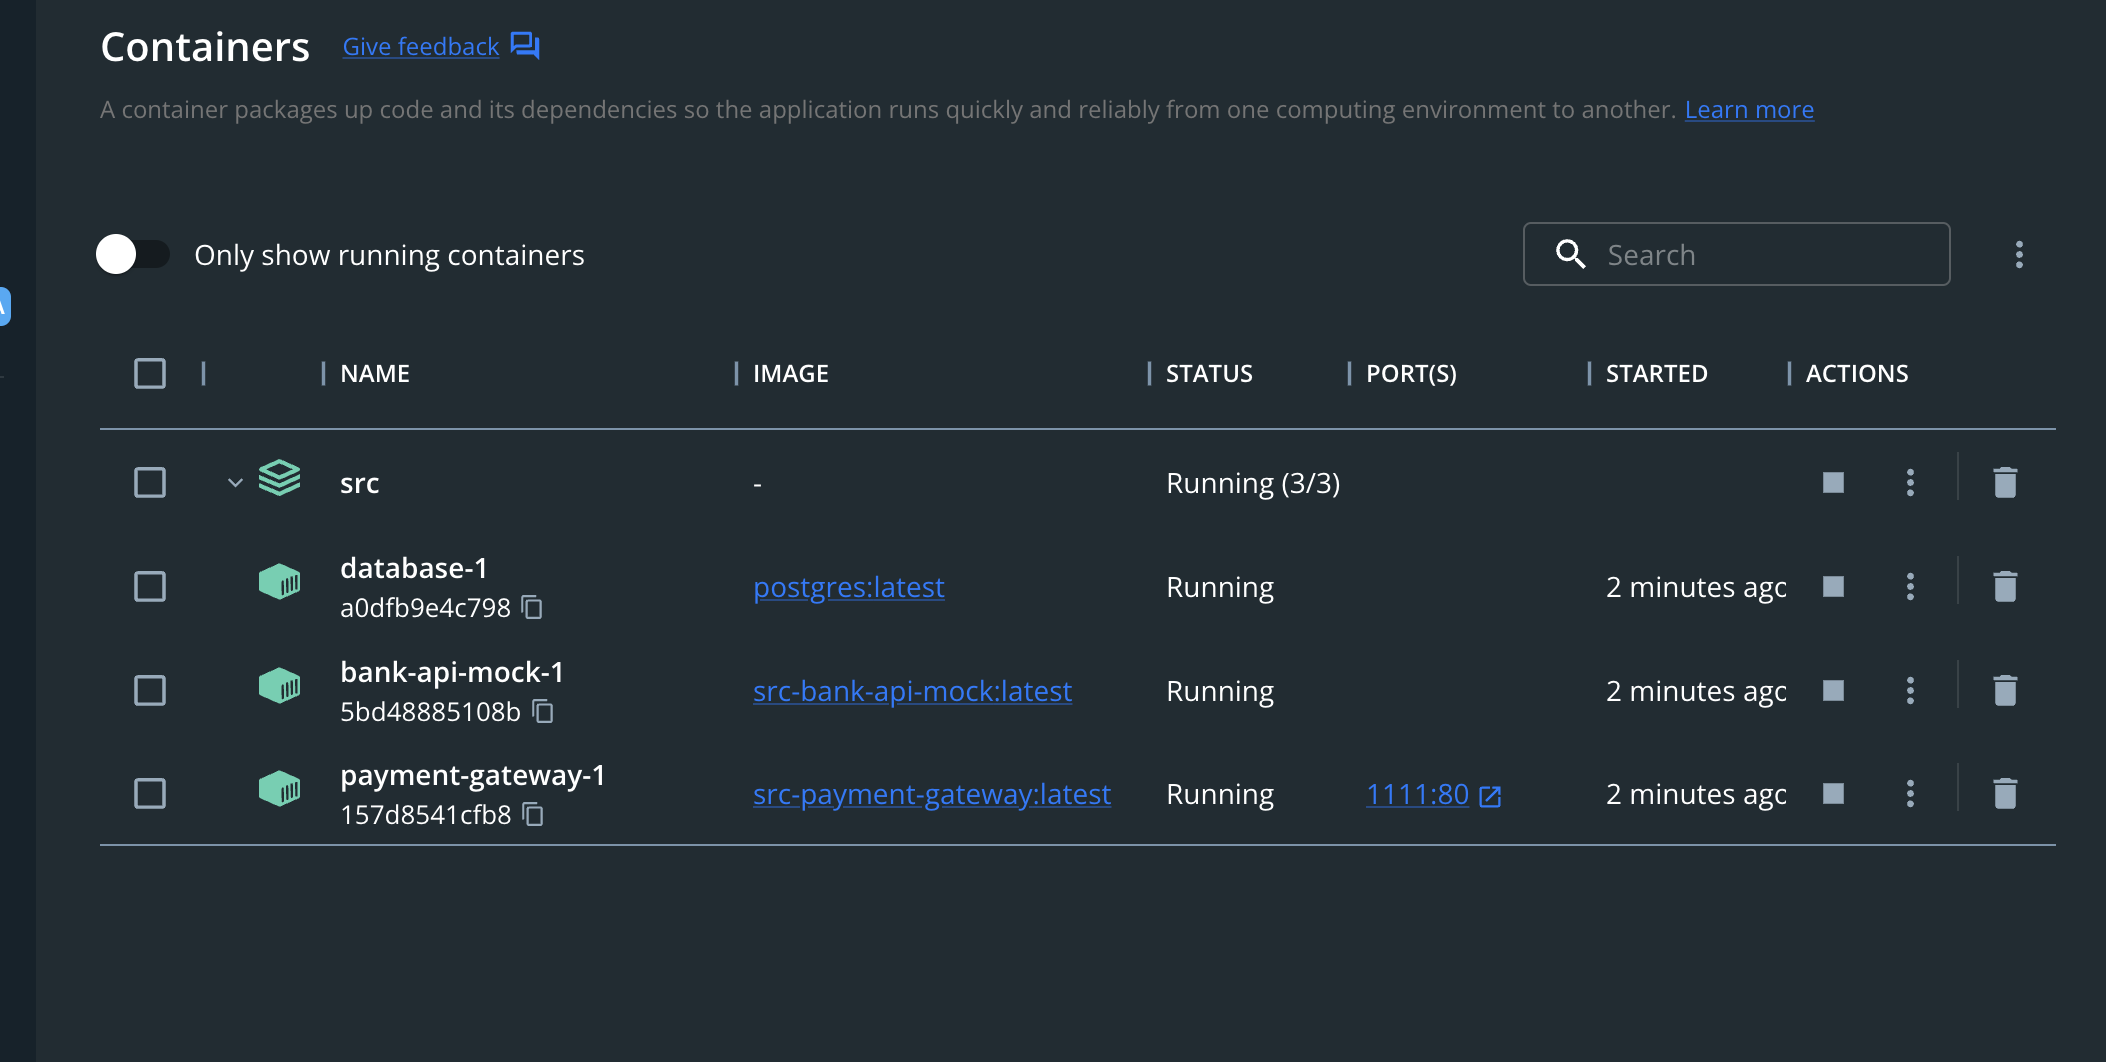 Containers Give feedback
A container packages up code and its dependencies so the application runs quickly and reliably from one computing environment to another. Learn more
Only show running containers Search
NAME IMAGE STATUS PORT(S) STARTED ACTIONS
src - Running (3/3)
database-1
a0dfb9e4c798 postgres:latest Running 2 minutes ago
bank-api-mock-1
5bd48885108b src-bank-api-mock:latest Running 2 minutes ago
payment-gateway-1
157d8541cfb8 src-payment-gateway:latest Running 1111:80 2 minutes ago